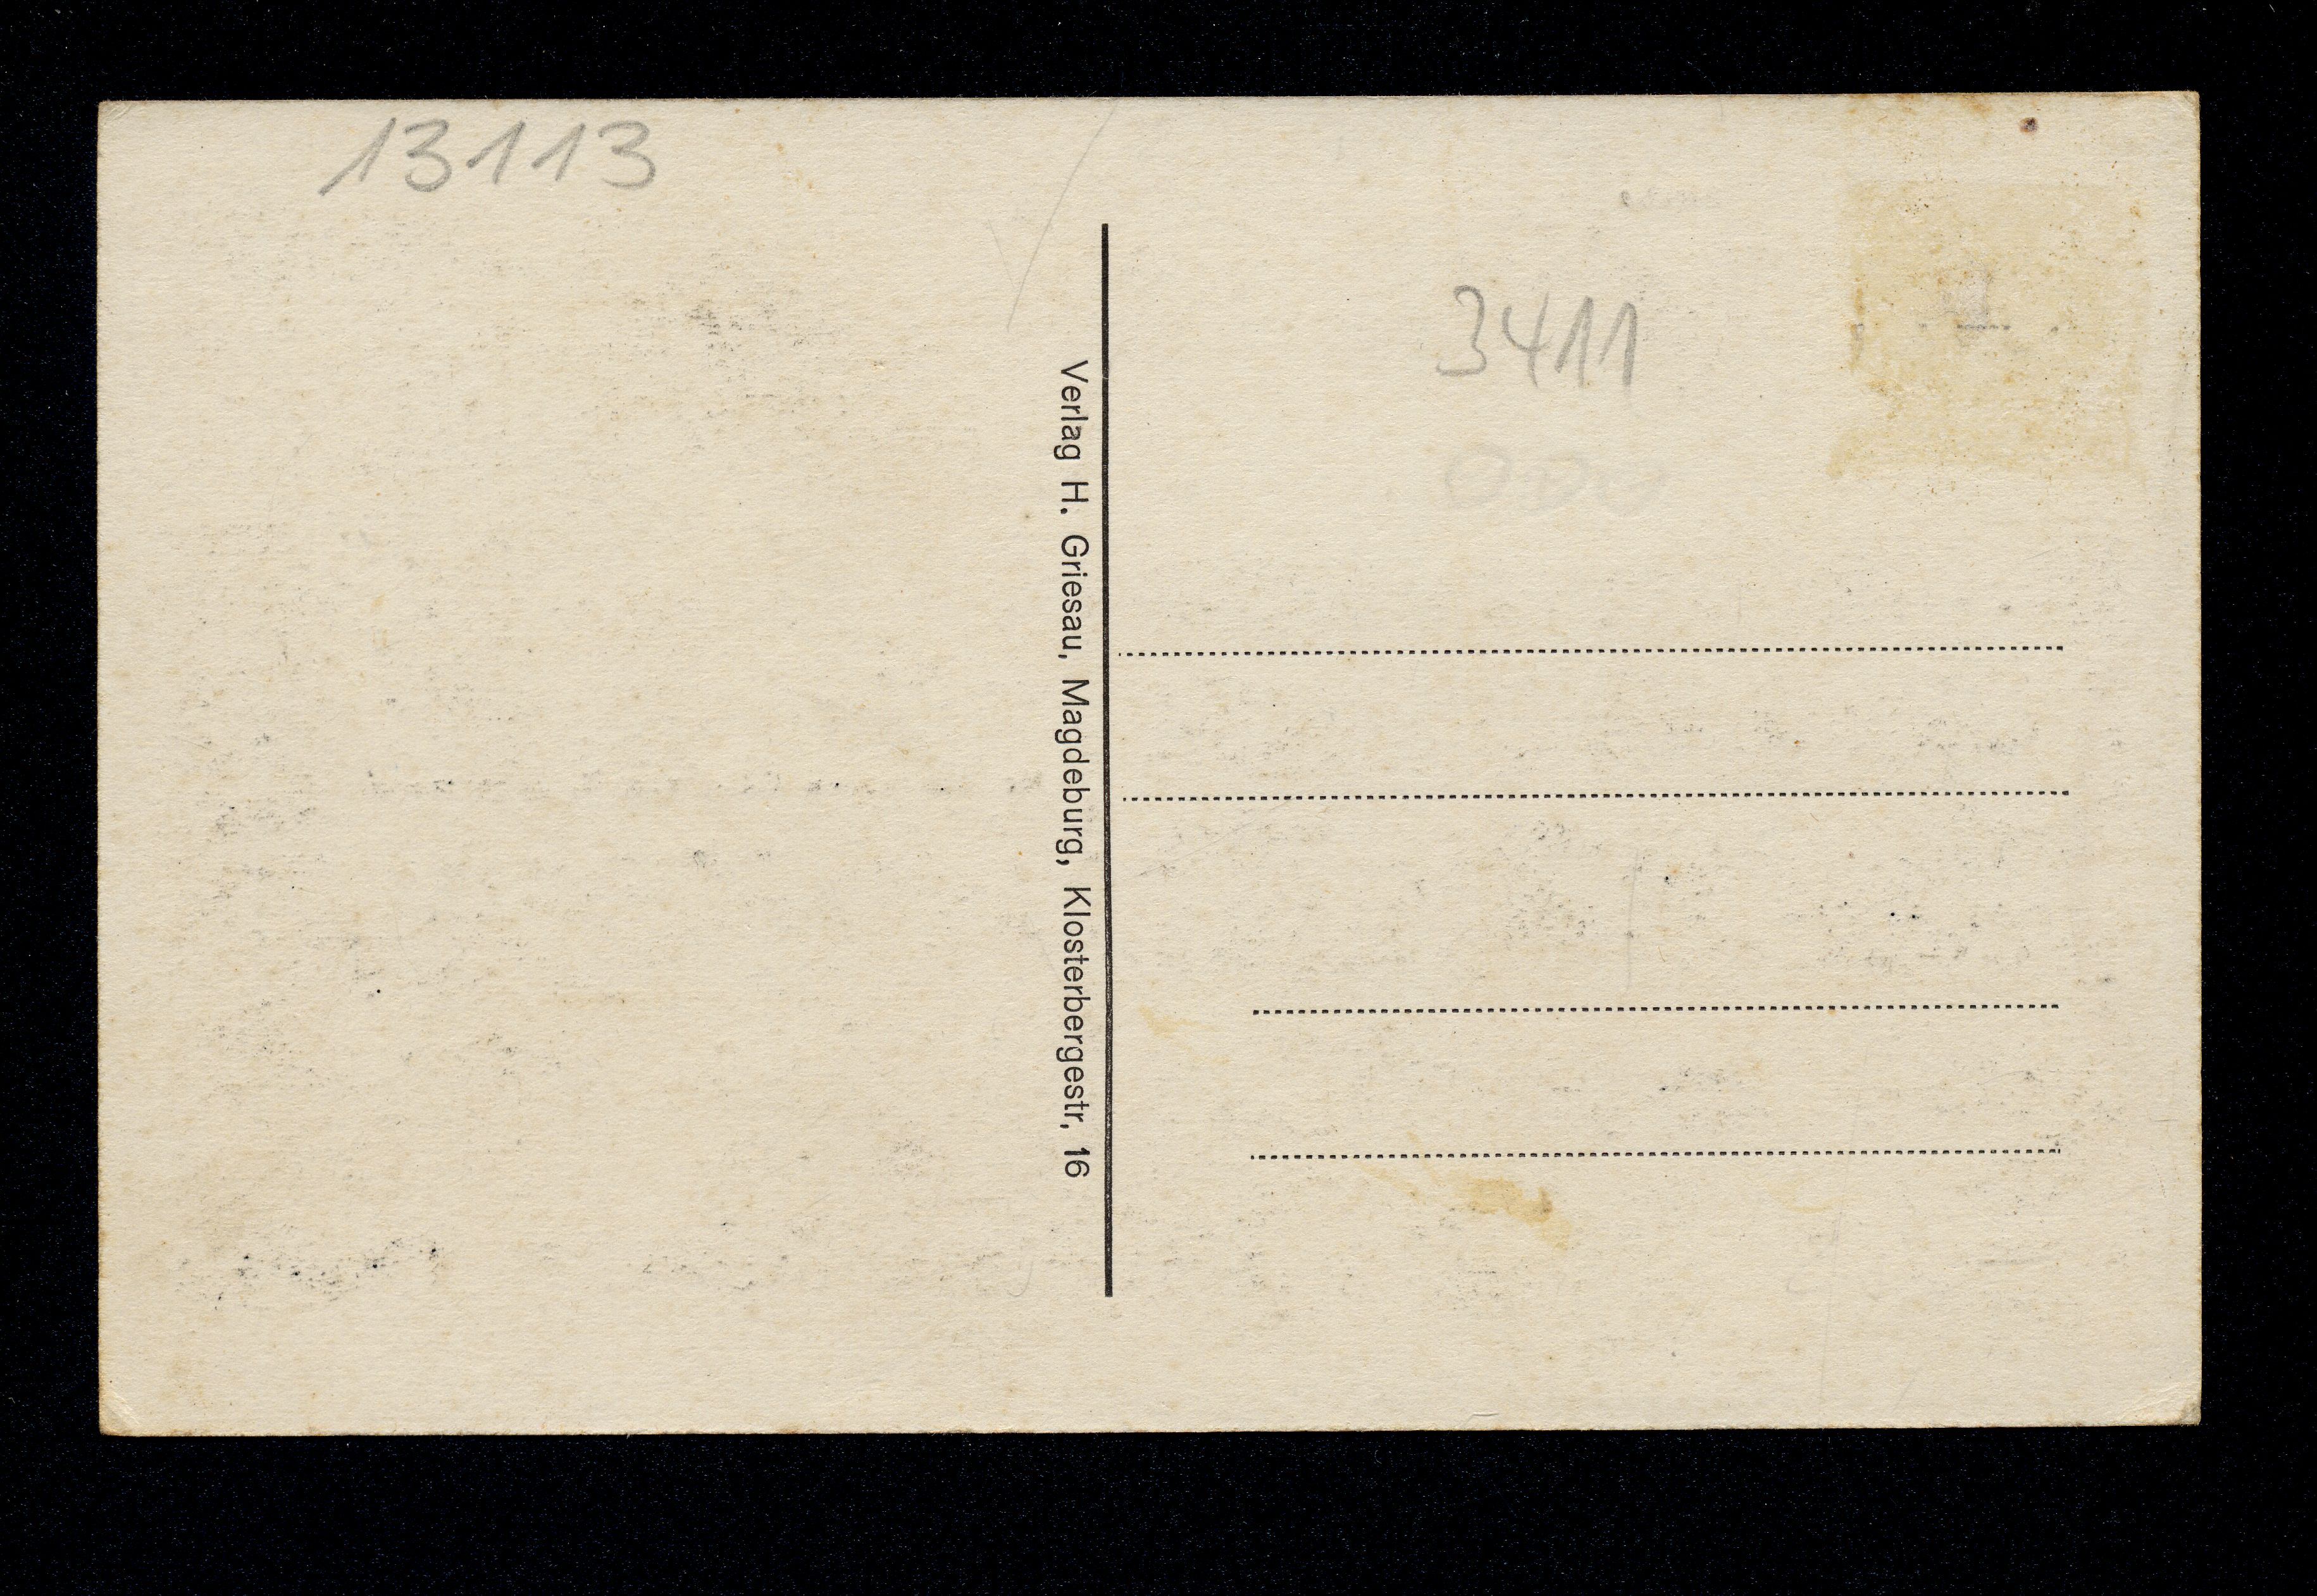 13113
3411
Verlag H. Griesau, Magdeburg, Klosterbergestr. 16